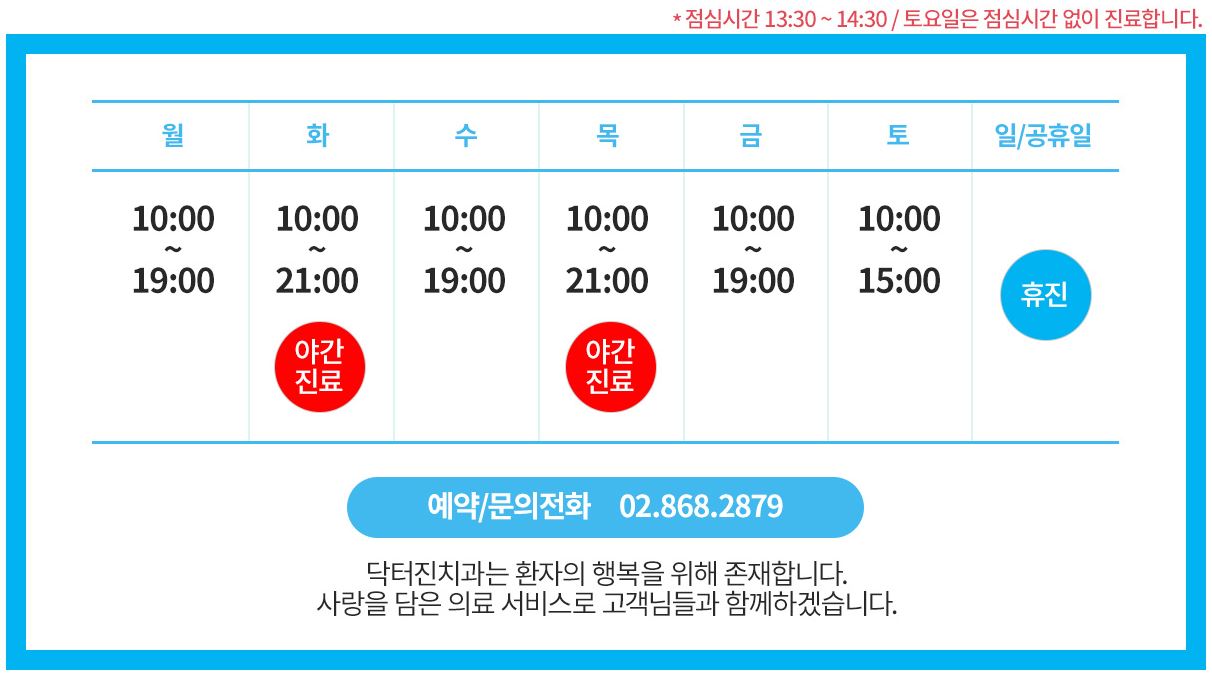 * 점심시간 13:30 ~ 14:30 / 토요일은 점심시간 없이 진료합니다.
월 화 수 목 금 토 일/공휴일
10:00 10:00 10:00 10:00 10:00 10:00
~ ~ ~ ~ ~ ~
19:00 21:00 19:00 21:00 19:00 15:00
휴진
야간 야간
진료 진료
예약/문의전화 02.868.2879
닥터진치과는 환자의 행복을 위해 존재합니다.
사랑을 담은 의료 서비스로 고객님들과 함께하겠습니다.